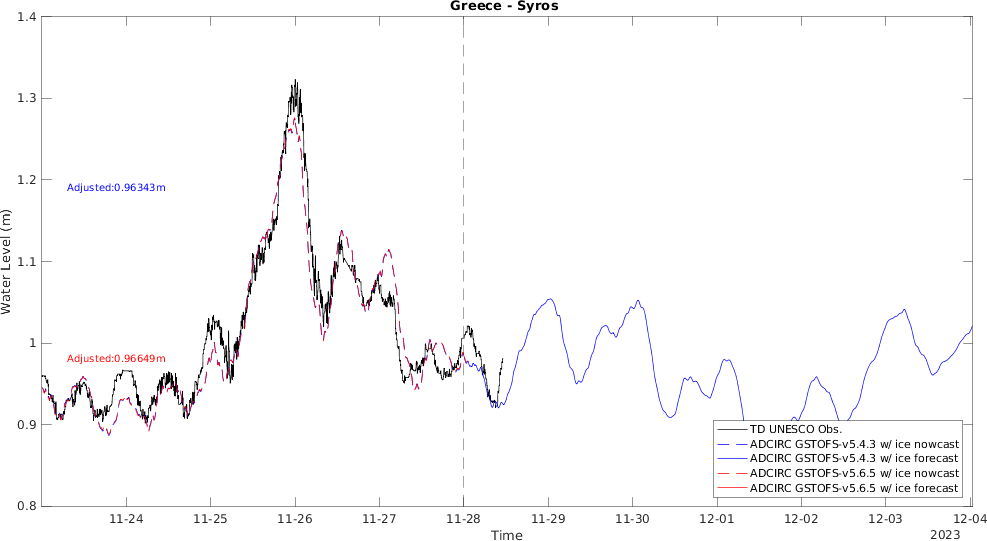 Greece - Syros
1.4
1.3
1.2
1.1
1
0.9
0.8
Water Level (m)
Adjusted:0.96343m
Adjusted:0.96649m
TD UNESCO Obs.
ADCIRC GSTOFS-v5.4.3 w/ ice nowcast
ADCIRC GSTOFS-v5.4.3 w/ ice forecast
ADCIRC GSTOFS-v5.6.5 w/ ice nowcast
ADCIRC GSTOFS-v5.6.5 w/ ice forecast
11-24 11-25 11-26 11-27 11-28 11-29 11-30 12-01 12-02 12-03 12-04
Time
2023